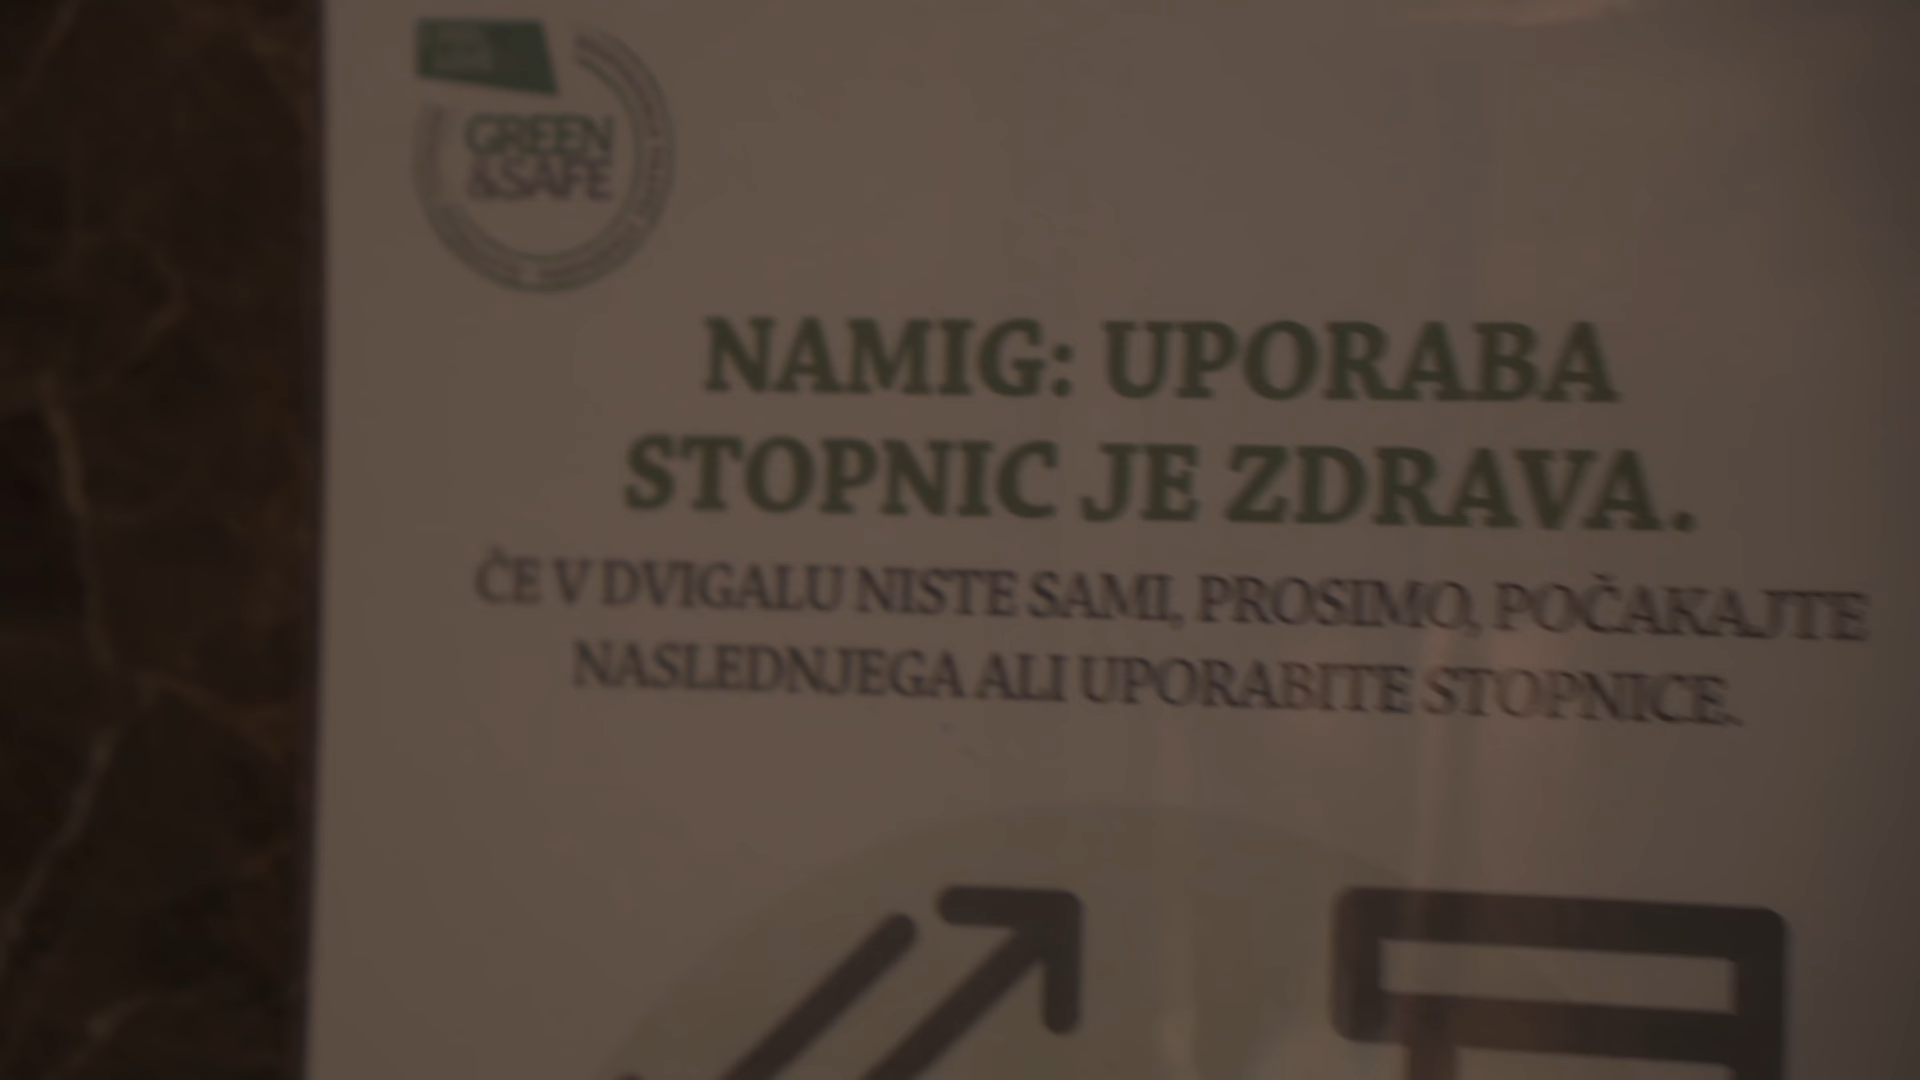 GREEN
&SAFE
NAMIG: UPORABA
STOPNIC JE ZDRAVA.
ČE V DVIGALU NISTE SAMI, PROSIMO, POČAKAJTE
NASLEDNJEGA ALI UPORABITE STOPNICE.